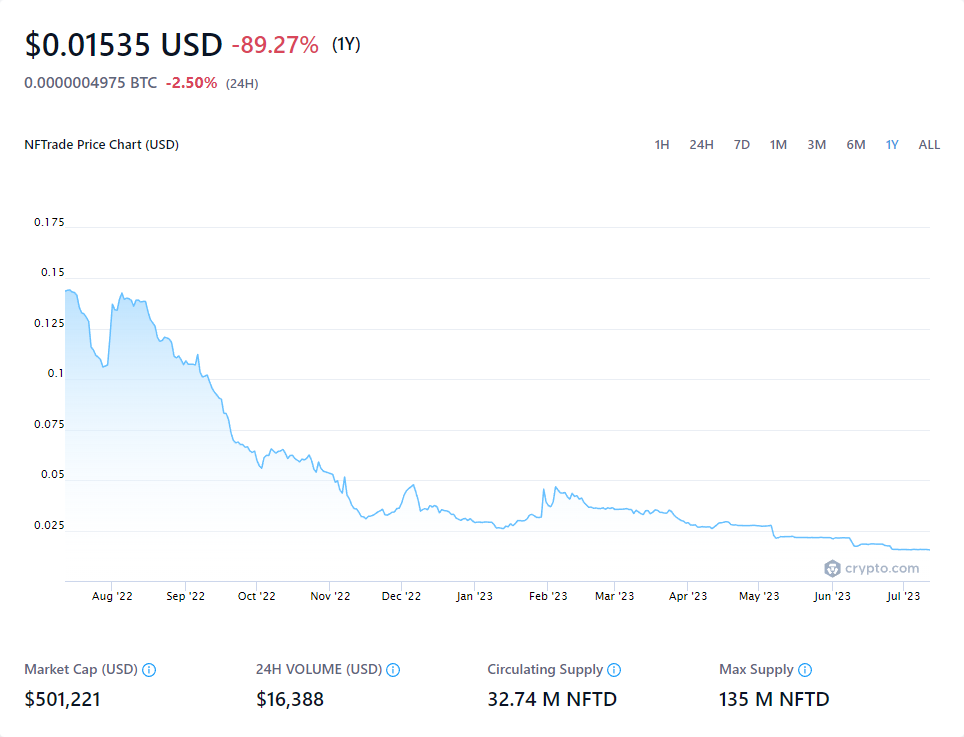 $0.01535 USD -89.27% (1Y)
0.0000004975 BTC -2.50% (24H)
NFTrade Price Chart (USD) 1H 24H 7D 1M 3M 6M 1Y ALL
0.175
0.15
0.125
0.1
0.075
0.05
0.025
crypto.com
Aug '22 Sep '22 Oct '22 Nov '22 Dec '22 Jan '23 Feb '23 Mar '23 Apr '23 May '23 Jun '23 Jul '23
Market Cap (USD) 24H VOLUME (USD) Circulating Supply Max Supply
$501,221 $16,388 32.74 M NFTD 135 M NFTD